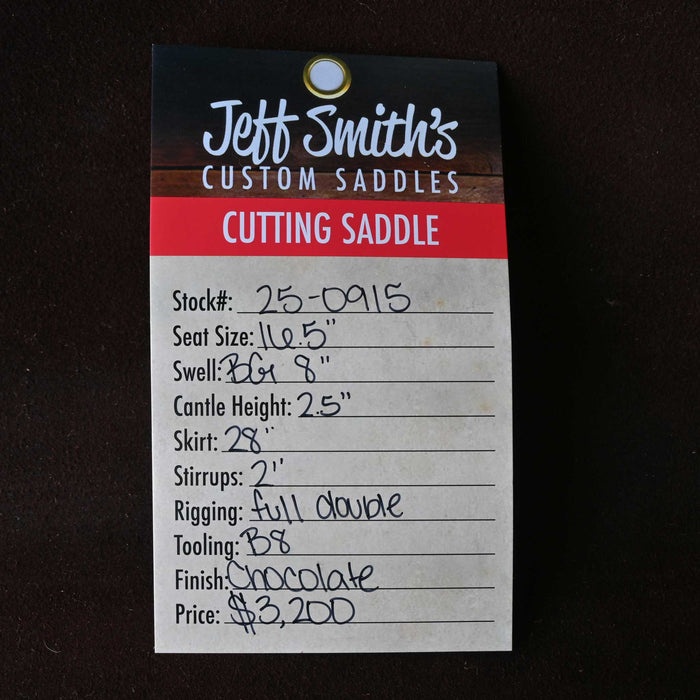 Jeff Smith's
CUSTOM SADDLES
CUTTING SADDLE
Stock#: 25-0915
Seat Size: 16.5"
Swell: BG 8"
Cantle Height: 2.5"
Skirt: 28"
Stirrups: 2"
Rigging: full double
Tooling: B8
Finish: Chocolate
Price: $3,200